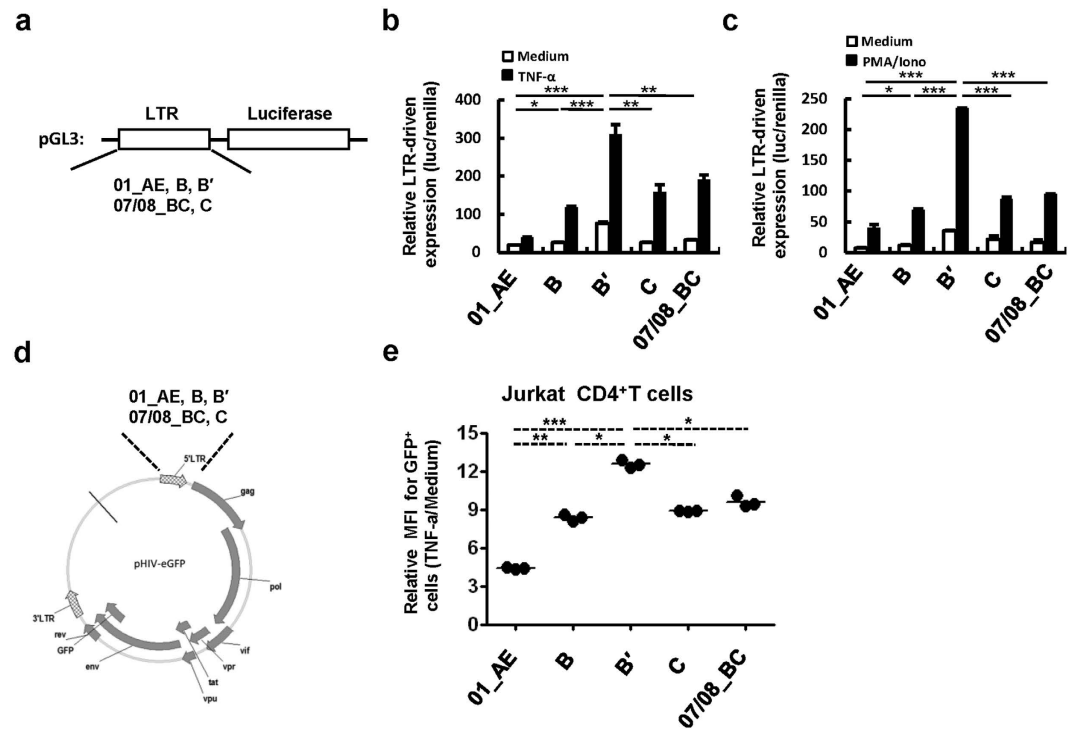 a
LTR
Luciferase
pGL3:
01_AE, B, B′
07/08_BC, C
b
Medium
TNF-α
*** **
* *** **
Relative LTR-driven
expression (luc/renilla)
400
300
200
100
0
01_AE
B
B′
C
07/08_BC
c
Medium
PMA/Iono
*** ***
* *** ***
Relative LTR-driven
expression (luc/renilla)
250
200
150
100
50
0
01_AE
B
B′
C
07/08_BC
d
01_AE, B, B′
07/08_BC, C
5'LTR
gag
pHIV-eGFP
pol
3'LTR
rev
GFP
env
vif
vpr
tat
vpu
e
Jurkat CD4⁺T cells
*** *
** * *
Relative MFI for GFP⁺
cells (TNF-a/Medium)
15
12
9
6
3
0
01_AE
B
B′
C
07/08_BC